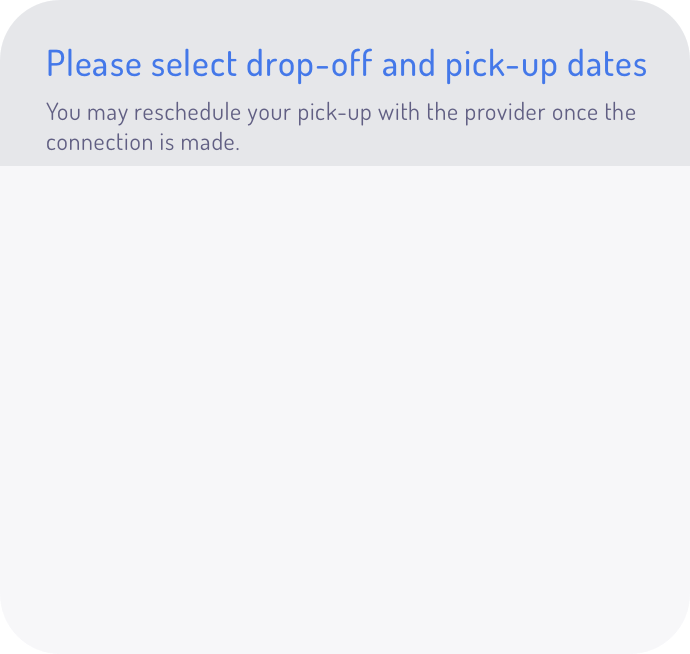 Please select drop-off and pick-up dates
You may reschedule your pick-up with the provider once the
connection is made.